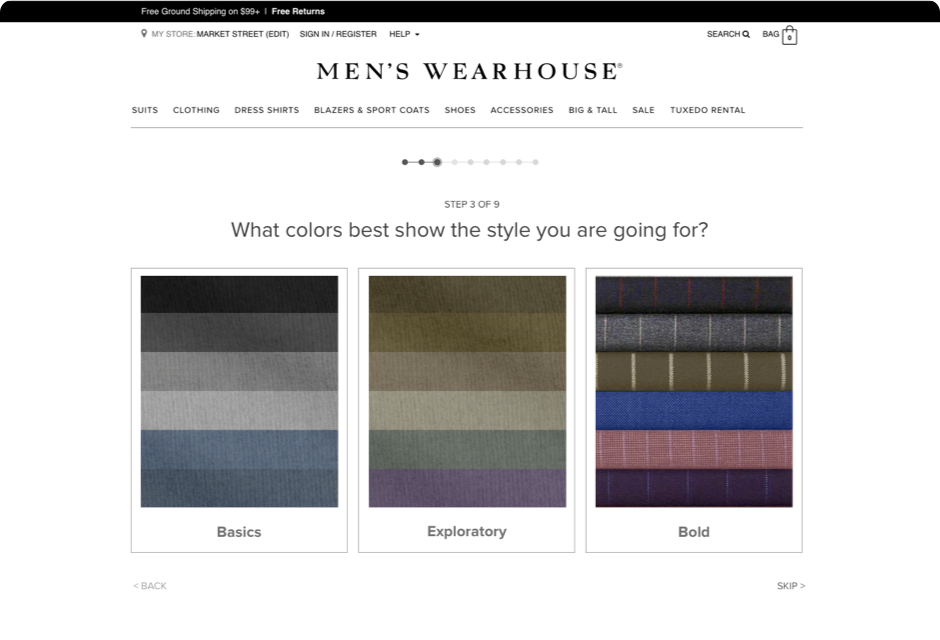 Free Ground Shipping on $99+ | Free Returns
MY STORE: MARKET STREET (EDIT) SIGN IN / REGISTER HELP SEARCH BAG 0
MEN'S WEARHOUSE®
SUITS CLOTHING DRESS SHIRTS BLAZERS & SPORT COATS SHOES ACCESSORIES BIG & TALL SALE TUXEDO RENTAL
STEP 3 OF 9
What colors best show the style you are going for?
Basics Exploratory Bold
< BACK SKIP >